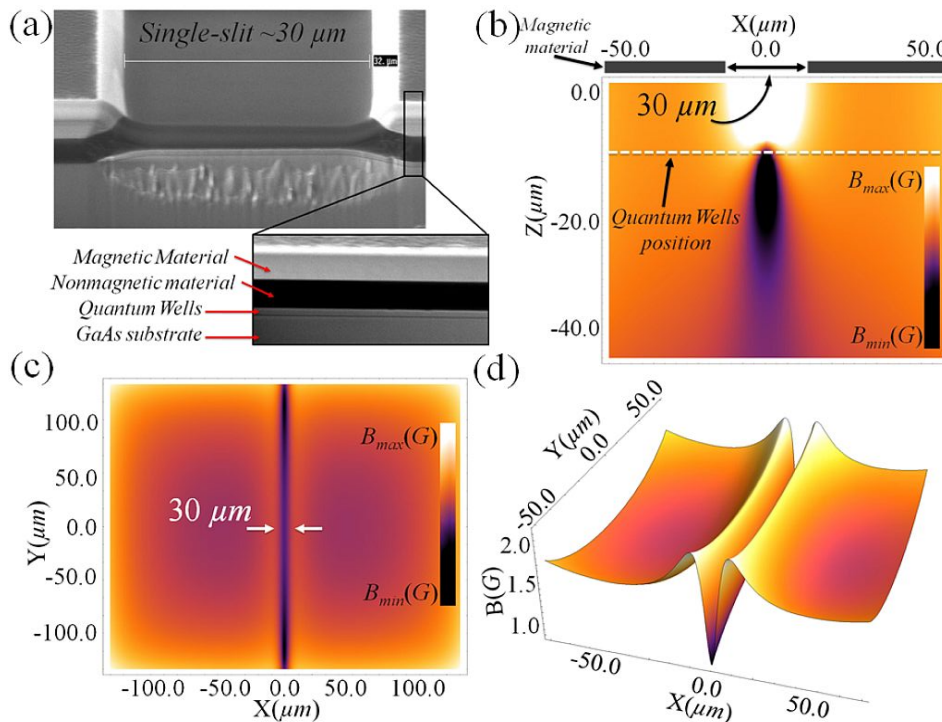 (a)
Single-slit ~30 µm
32. µm
Magnetic Material
Nonmagnetic material
Quantum Wells
GaAs substrate
(b)
Magnetic
material
X(µm)
-50.0 0.0 50.0
0.0
30 µm
Z(µm)
-20.0
Quantum Wells
position
-40.0
Bmax(G)
Bmin(G)
(c)
100.0
50.0
Y(µm)
0.0
-50.0
-100.0
30 µm
Bmax(G)
Bmin(G)
-100.0 -50.0 0.0 50.0 100.0
X(µm)
(d)
Y(µm)
50.0
0.0
-50.0
2.0
1.5
1.0
B(G)
-50.0
0.0
50.0
X(µm)